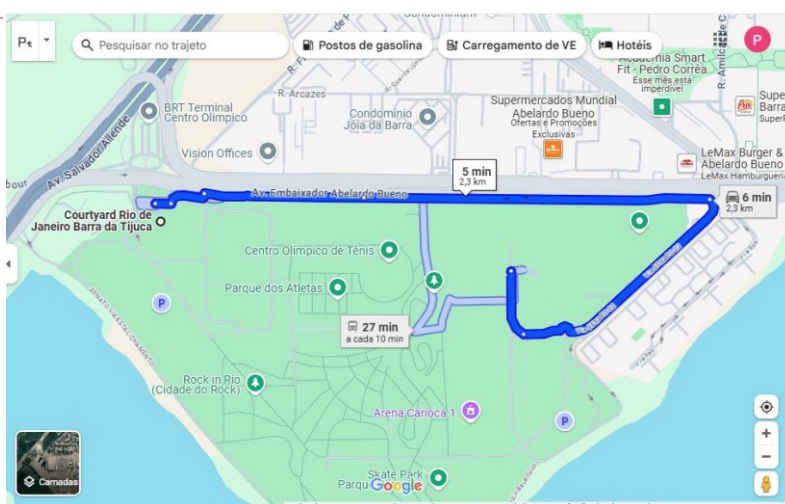 Pesquisar no trajeto
Postos de gasolina
Carregamento de VE
Hotéis
P
Academia Smart
Fit - Pedro Corrêa
Esse mês está
imperdível
R. Arcazes
BRT Terminal
Centro Olímpico
Condomínio
Jóia da Barra
Supermercados Mundial
Abelardo Bueno
Ofertas e Promoções
Exclusivas
Vision Offices
Av. Salvador Allende
LeMax Burger &
Abelardo Bueno
LeMax Hamburgueria
5 min
2,3 km
Av. Embaixador Abelardo Bueno
6 min
2,3 km
Courtyard Rio de
Janeiro Barra da Tijuca
Centro Olímpico de Tênis
Parque dos Atletas
P
27 min
a cada 10 min
Rock in Rio
(Cidade do Rock)
Arena Carioca 1
P
Camadas
Skate Park
Parqu
Google